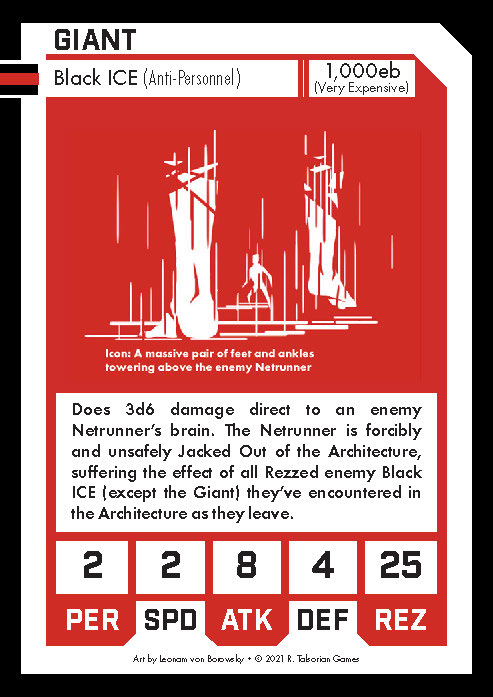 GIANT
Black ICE (Anti-Personnel)
1,000eb
(Very Expensive)
Icon: A massive pair of feet and ankles
towering above the enemy Netrunner
Does 3d6 damage direct to an enemy
Netrunner's brain. The Netrunner is forcibly
and unsafely Jacked Out of the Architecture,
suffering the effect of all Rezzed enemy Black
ICE (except the Giant) they've encountered in
the Architecture as they leave.
2 2 8 4 25
PER SPD ATK DEF REZ
Art by Leonam von Borowsky • © 2021 R. Talsorian Games